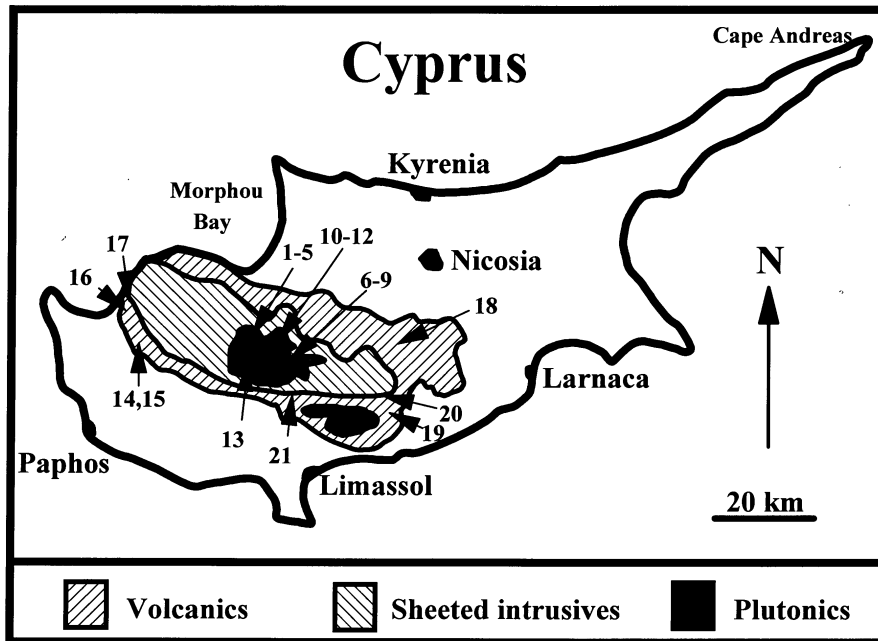 Cape Andreas
Cyprus
Kyrenia
Morphou
Bay
10-12
17
1-5
16
Nicosia
6-9
N
18
Larnaca
14,15
20
13
19
21
Paphos
Limassol
20 km
Volcanics
Sheeted intrusives
Plutonics